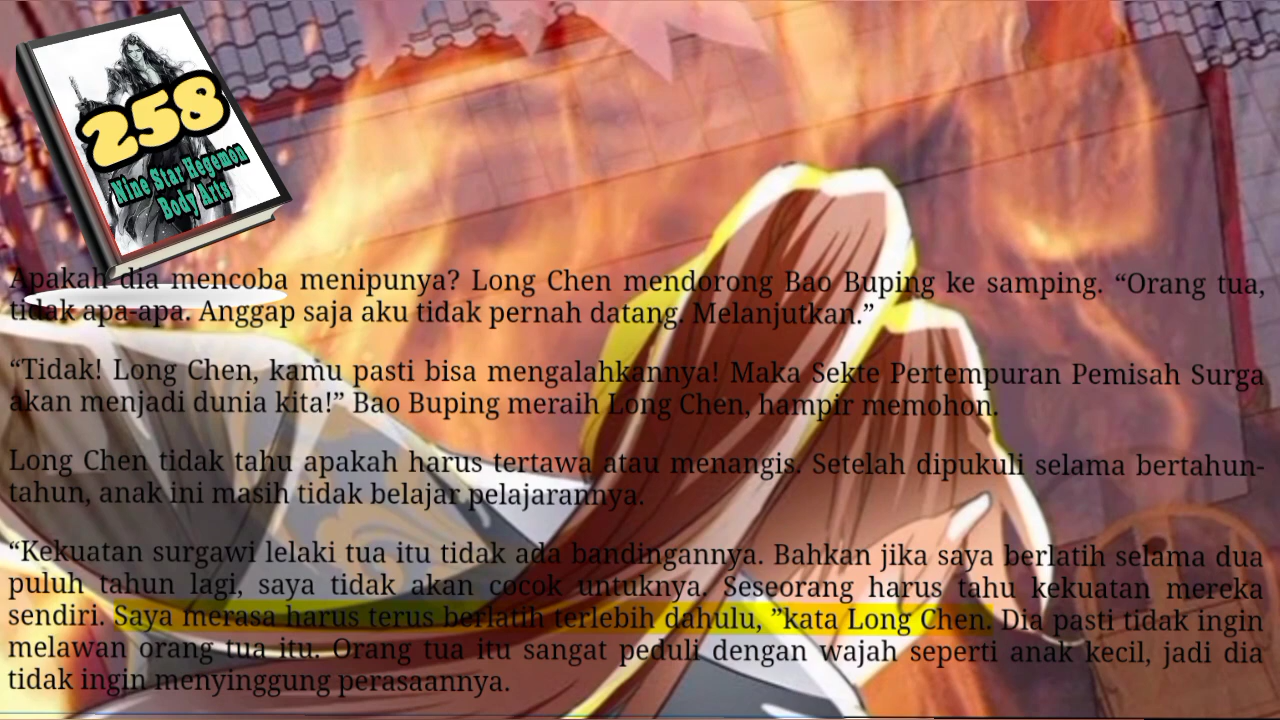 258
Nine Star Hegemon
Body Arts
Apakah dia mencoba menipunya? Long Chen mendorong Bao Buping ke samping. “Orang tua,
tidak apa-apa. Anggap saja aku tidak pernah datang. Melanjutkan.”
“Tidak! Long Chen, kamu pasti bisa mengalahkannya! Maka Sekte Pertempuran Pemisah Surga
akan menjadi dunia kita!” Bao Buping meraih Long Chen, hampir memohon.
Long Chen tidak tahu apakah harus tertawa atau menangis. Setelah dipukuli selama bertahun-
tahun, anak ini masih tidak belajar pelajarannya.
“Kekuatan surgawi lelaki tua itu tidak ada bandingannya. Bahkan jika saya berlatih selama dua
puluh tahun lagi, saya tidak akan cocok untuknya. Seseorang harus tahu kekuatan mereka
sendiri. Saya merasa harus terus berlatih terlebih dahulu, ”kata Long Chen. Dia pasti tidak ingin
melawan orang tua itu. Orang tua itu sangat peduli dengan wajah seperti anak kecil, jadi dia
tidak ingin menyinggung perasaannya.